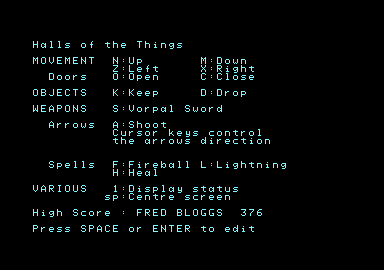 Halls of the Things
MOVEMENT N:Up M:Down
Z:Left X:Right
Doors O:Open C:Close
OBJECTS K:Keep D:Drop
WEAPONS S:Vorpal Sword
Arrows A:Shoot
Cursor keys control
the arrows direction
Spells F:Fireball L:Lightning
H:Heal
VARIOUS 1:Display status
sp:Centre screen
High Score : FRED BLOGGS 376
Press SPACE or ENTER to edit